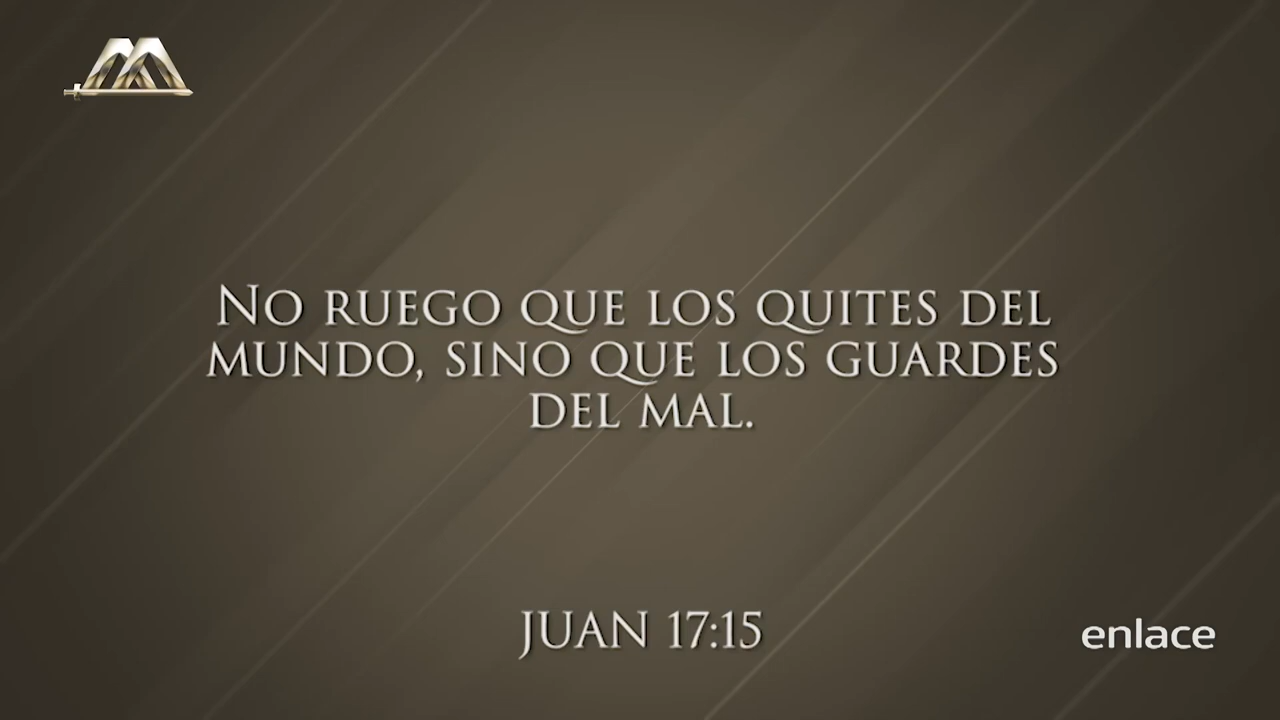 No ruego que los quites del
mundo, sino que los guardes
del mal.
JUAN 17:15
enlace